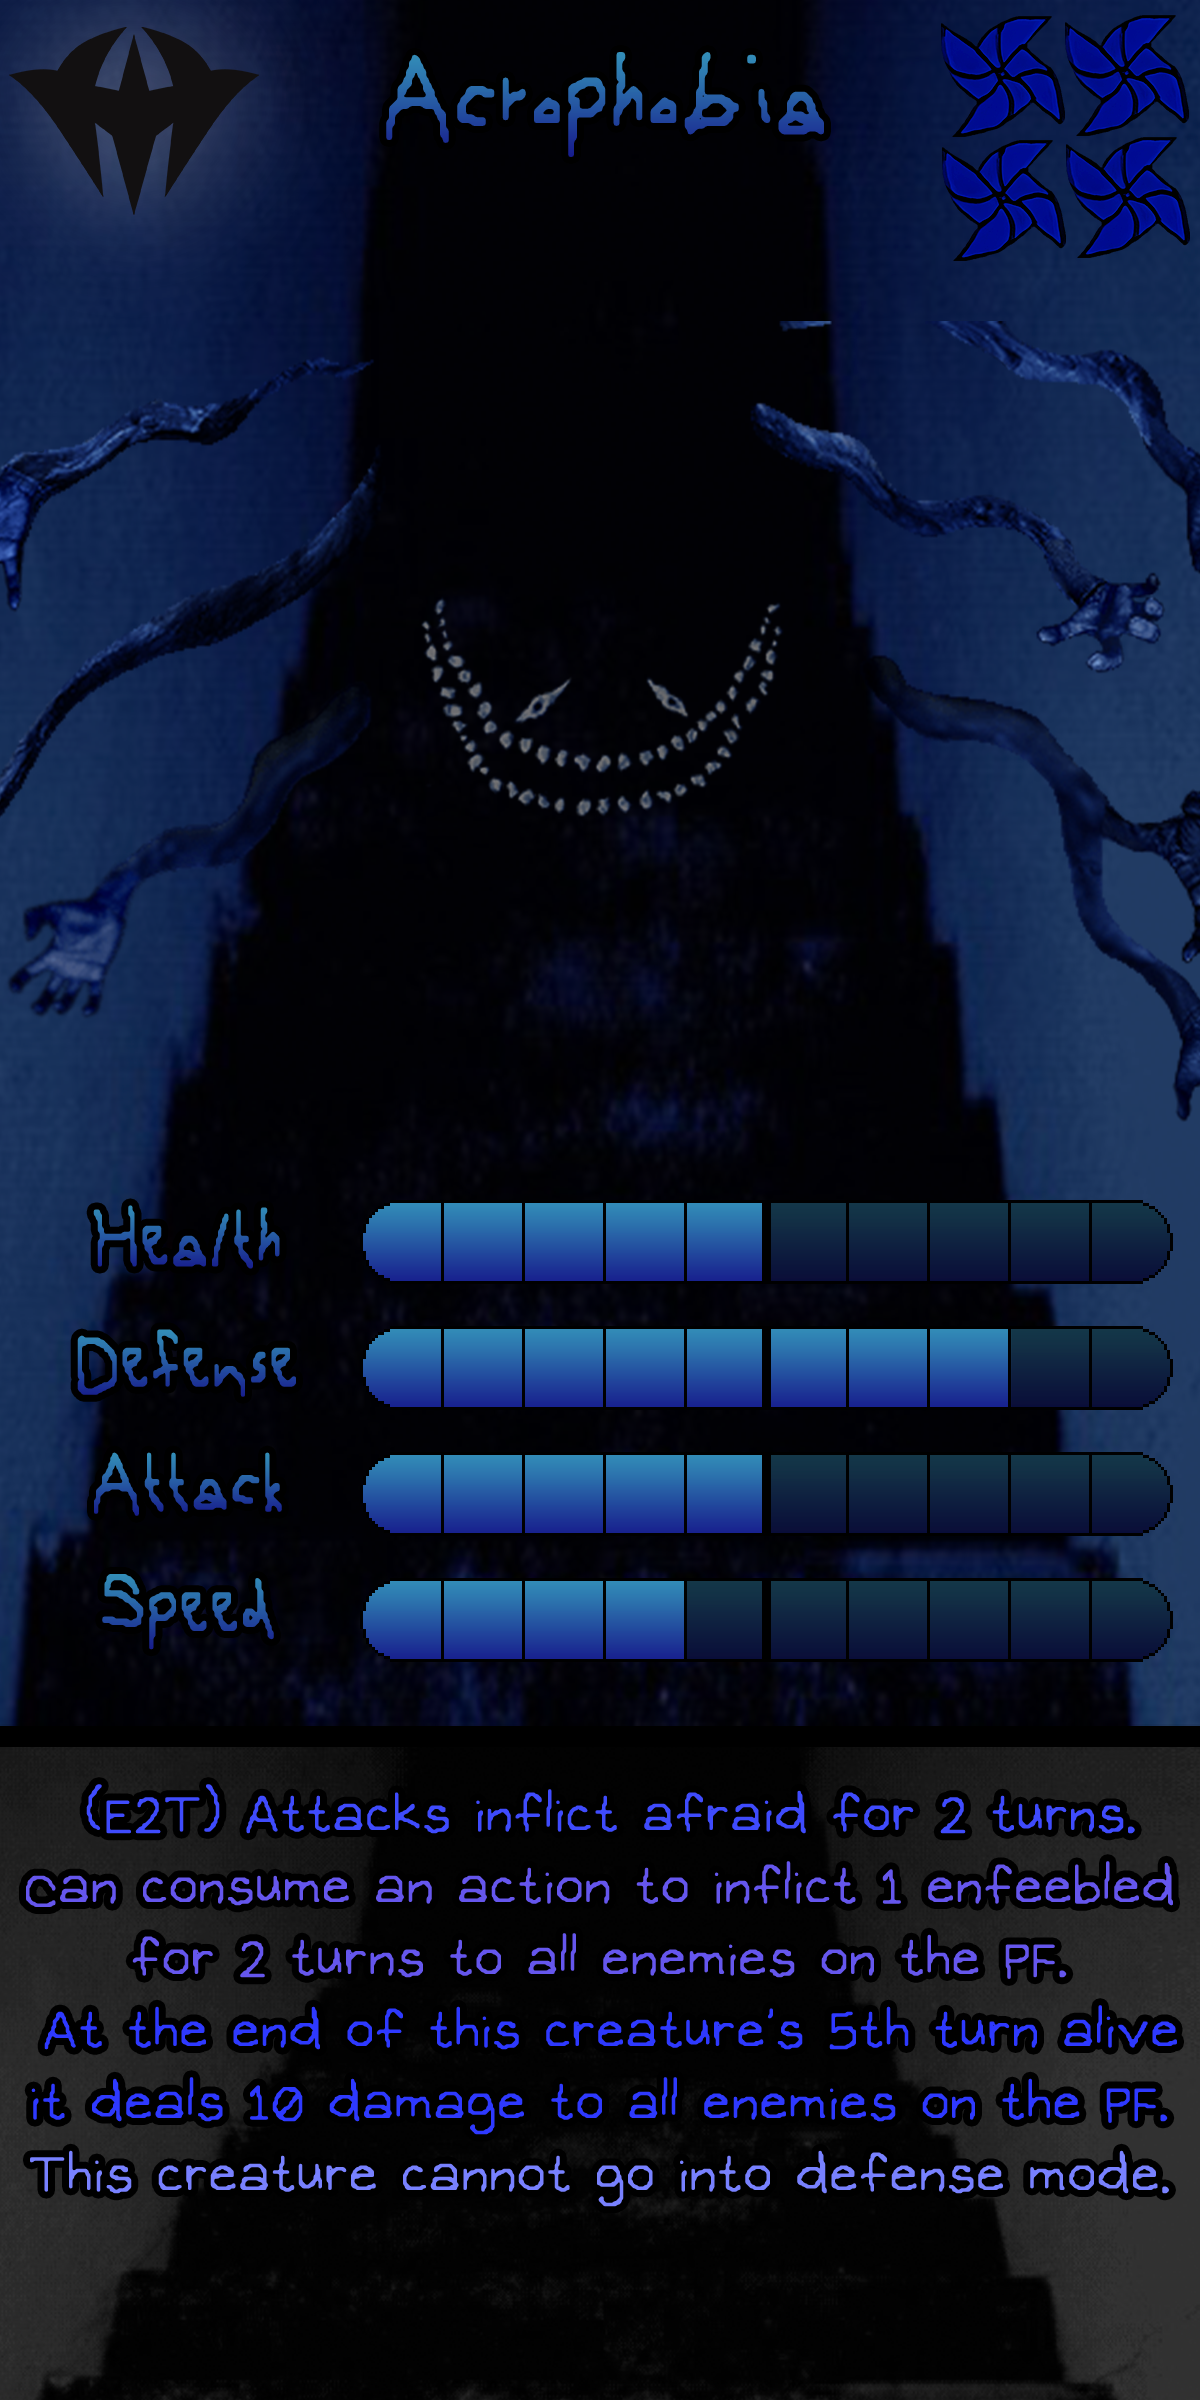 Acrophobia
Health
Defense
Attack
Speed
(E2T) Attacks inflict afraid for 2 turns.
Can consume an action to inflict 1 enfeebled
for 2 turns to all enemies on the PF.
At the end of this creature's 5th turn alive
it deals 10 damage to all enemies on the PF.
This creature cannot go into defense mode.